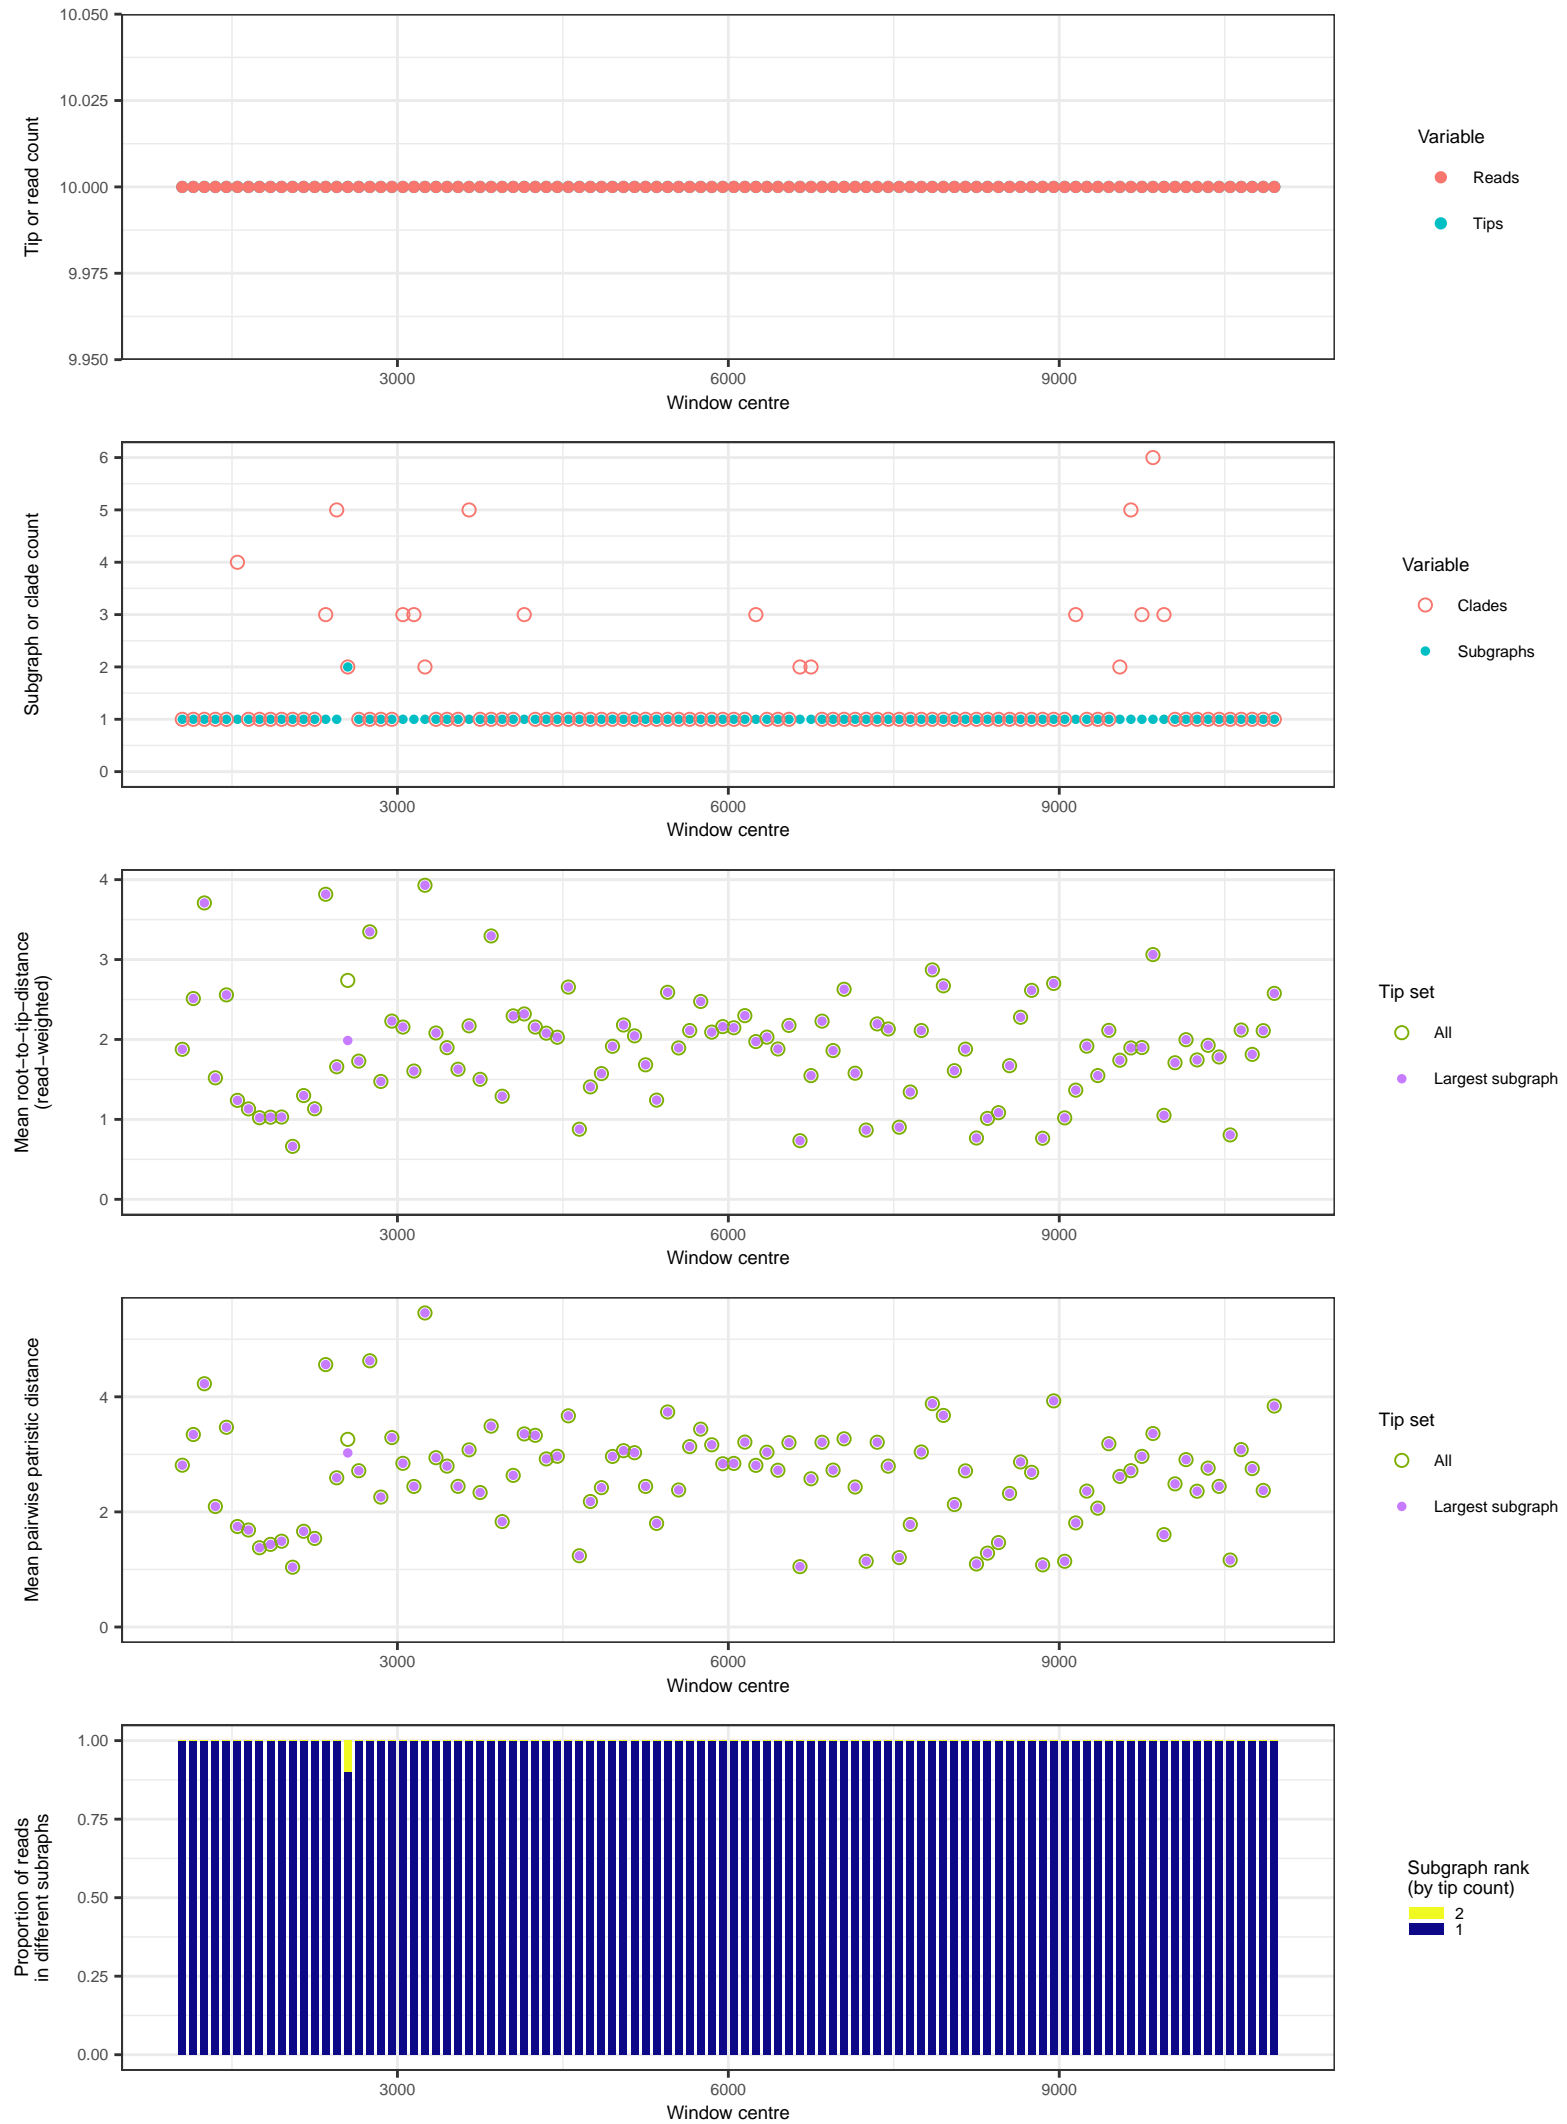 10.050
10.025
10.000
9.975
9.950
Tip or read count
3000
6000
9000
Window centre
Variable
Reads
Tips
6
5
4
3
2
1
0
Subgraph or clade count
3000
6000
9000
Window centre
Variable
Clades
Subgraphs
4
3
2
1
0
Mean root−to−tip−distance
(read−weighted)
3000
6000
9000
Window centre
Tip set
All
Largest subgraph
4
2
0
Mean pairwise patristic distance
3000
6000
9000
Window centre
Tip set
All
Largest subgraph
1.00
0.75
0.50
0.25
0.00
Proportion of reads
in different subraphs
3000
6000
9000
Window centre
Subgraph rank
(by tip count)
2
1